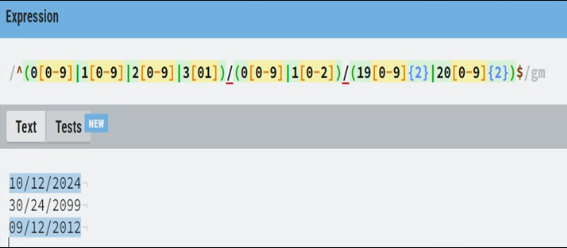 Expression
/^(0[0-9]|1[0-9]|2[0-9]|3[01])/(0[0-9]|1[0-2])/(19[0-9]{2}|20[0-9]{2})$/gm
Text Tests NEW
10/12/2024
30/24/2099
09/12/2012